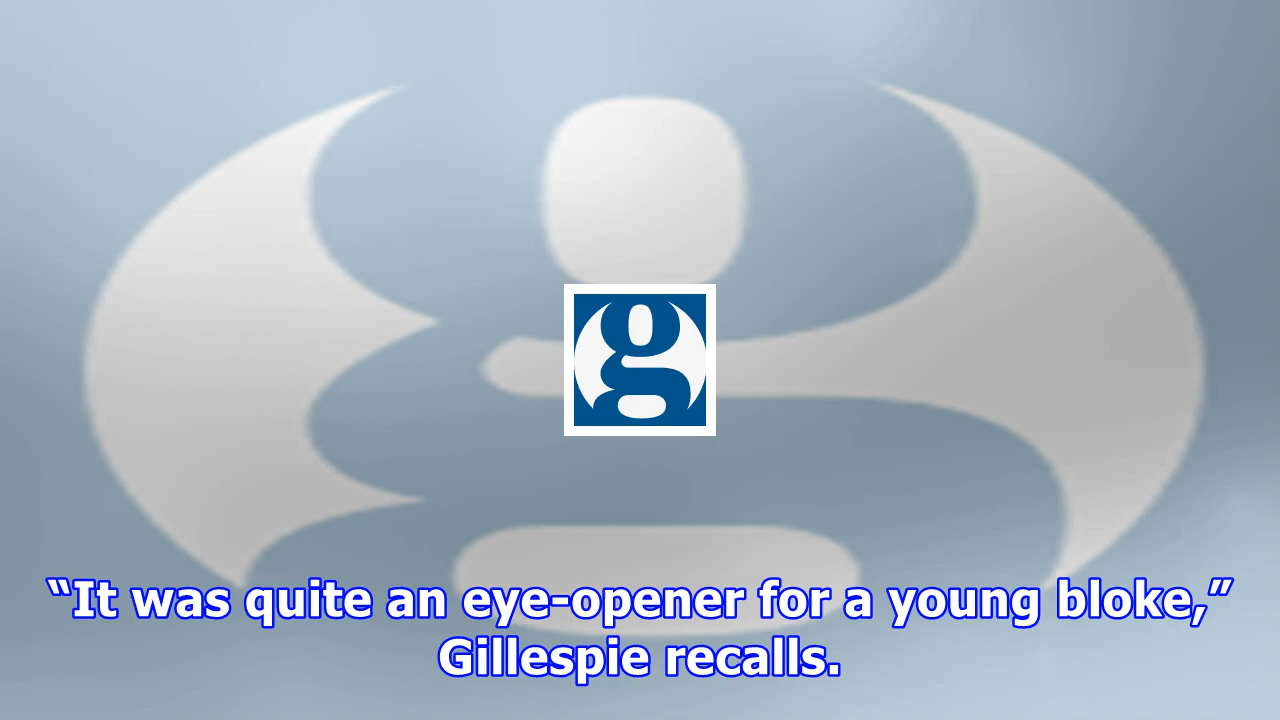 g
“It was quite an eye-opener for a young bloke,”
Gillespie recalls.